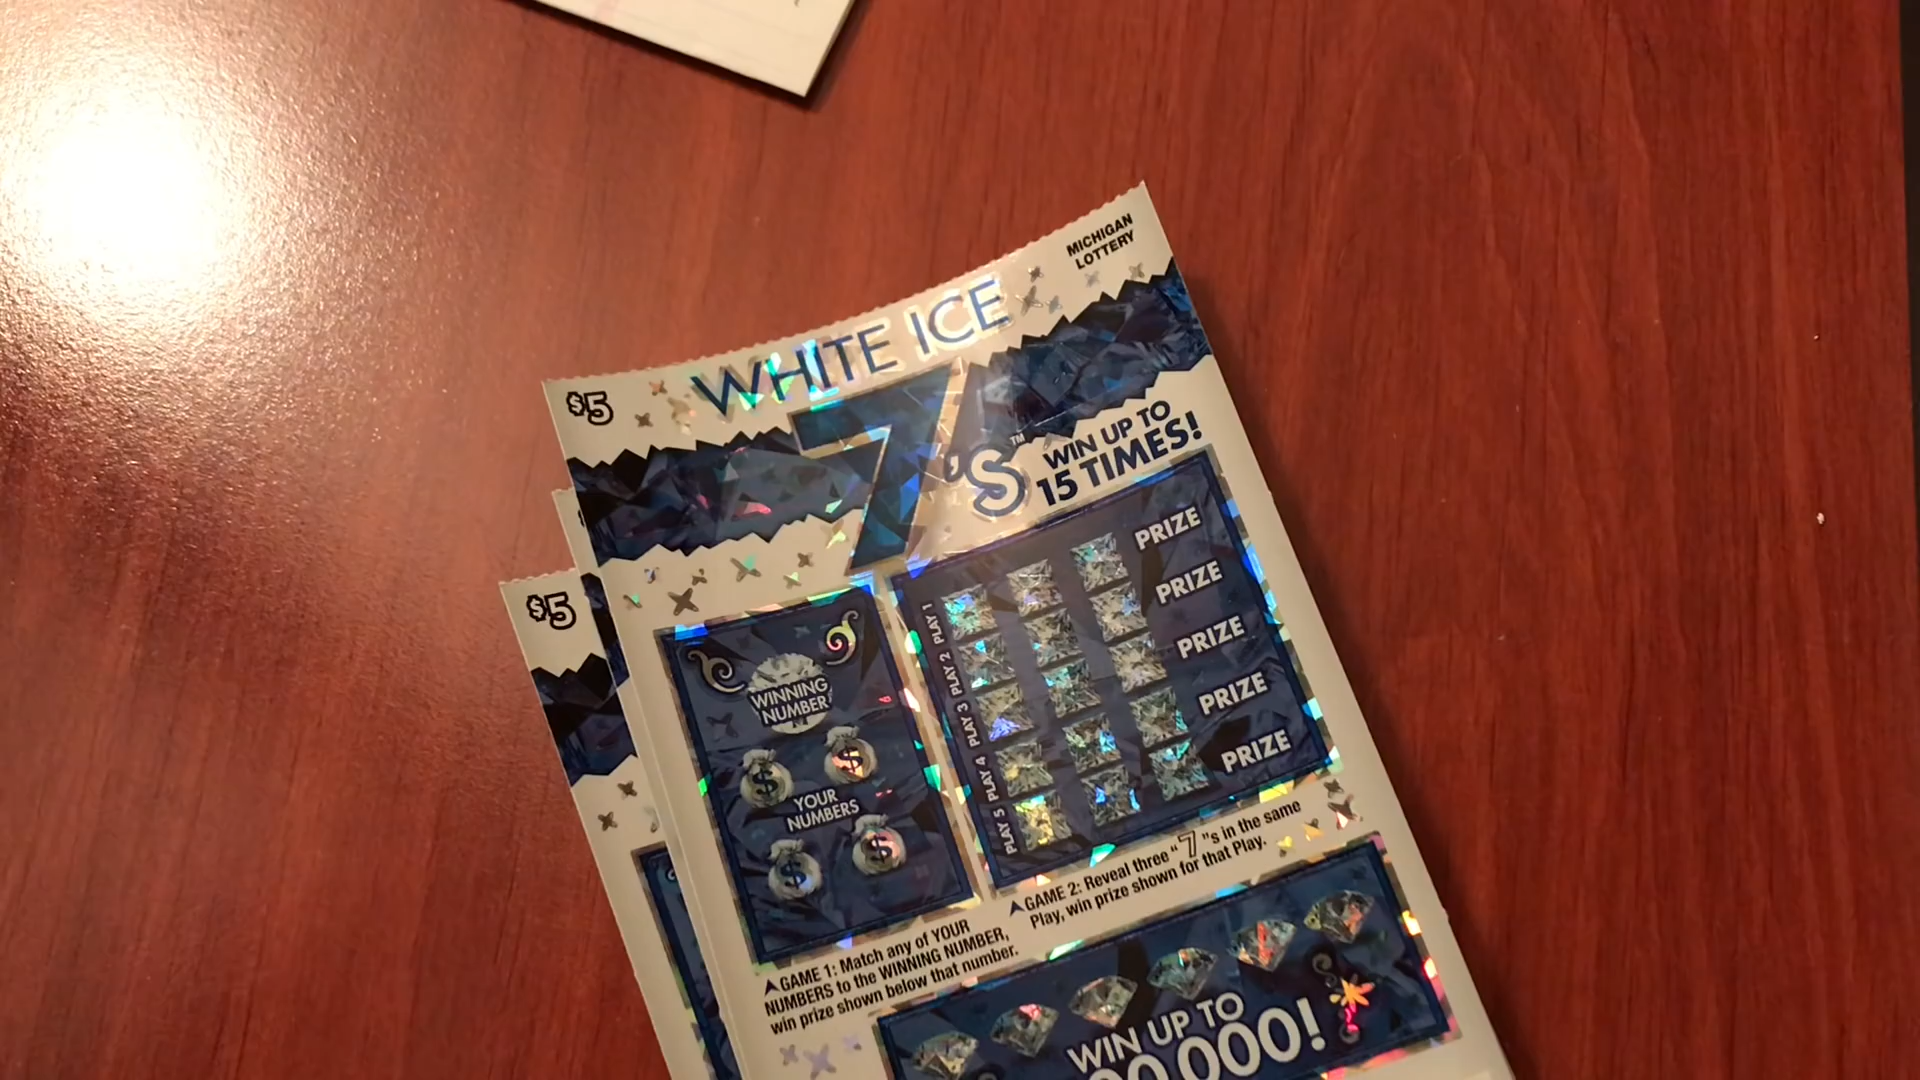 MICHIGAN
LOTTERY
WHITE ICE
$5
7's™
WIN UP TO
15 TIMES!
PRIZE
PRIZE
PRIZE
PRIZE
PRIZE
PLAY 1
PLAY 2
PLAY 3
PLAY 4
PLAY 5
WINNING
NUMBER
$ $
YOUR
NUMBERS
$ $
GAME 1: Match any of YOUR
NUMBERS to the WINNING NUMBER,
win prize shown below that number.
GAME 2: Reveal three "7"s in the same
Play, win prize shown for that Play.
WIN UP TO
00,000!
$5